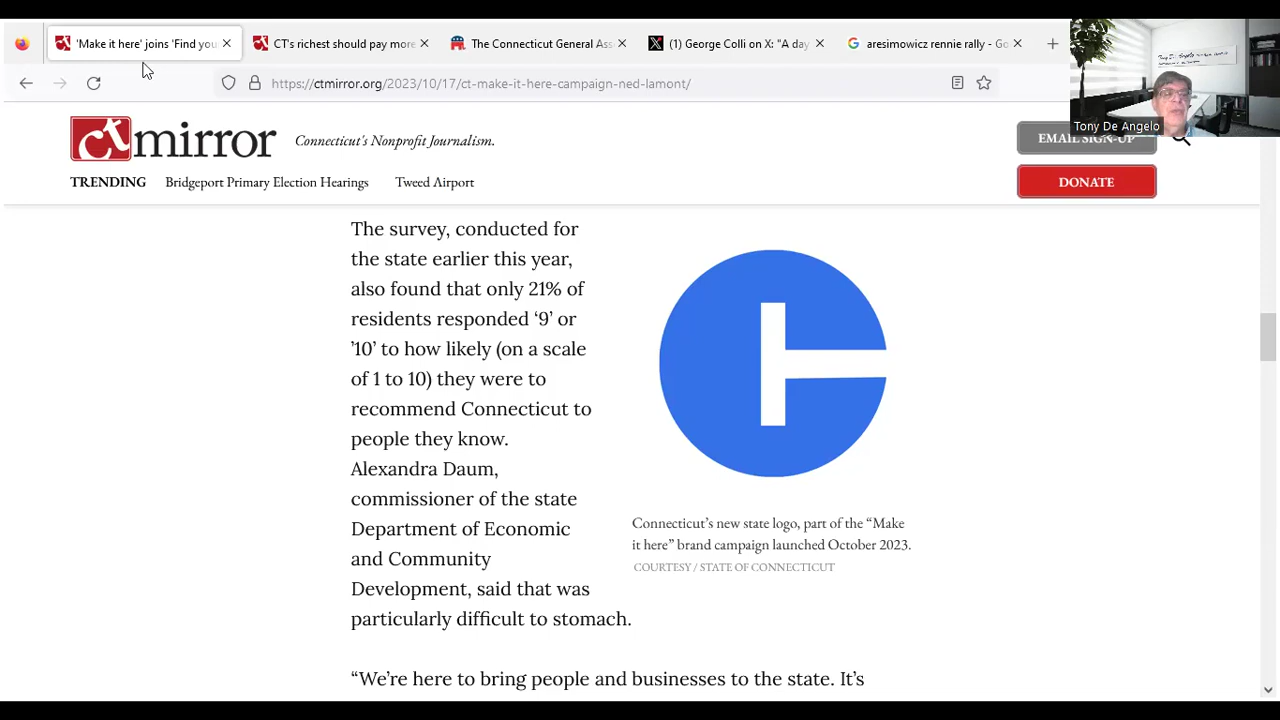 'Make it here' joins 'Find you
CT's richest should pay more
The Connecticut General Ass
X (1) George Colli on X: "A day
aresimowicz rennie rally - Go
https://ctmirror.org/2023/10/17/ct-make-it-here-campaign-ned-lamont/
Tony De Angelo
ct mirror
Connecticut's Nonprofit Journalism.
EMAIL SIGN-UP
TRENDING Bridgeport Primary Election Hearings Tweed Airport
DONATE
The survey, conducted for
the state earlier this year,
also found that only 21% of
residents responded ‘9’ or
’10’ to how likely (on a scale
of 1 to 10) they were to
recommend Connecticut to
people they know.
Alexandra Daum,
commissioner of the state
Department of Economic
and Community
Development, said that was
particularly difficult to stomach.
Connecticut’s new state logo, part of the “Make
it here” brand campaign launched October 2023.
COURTESY / STATE OF CONNECTICUT
“We’re here to bring people and businesses to the state. It’s